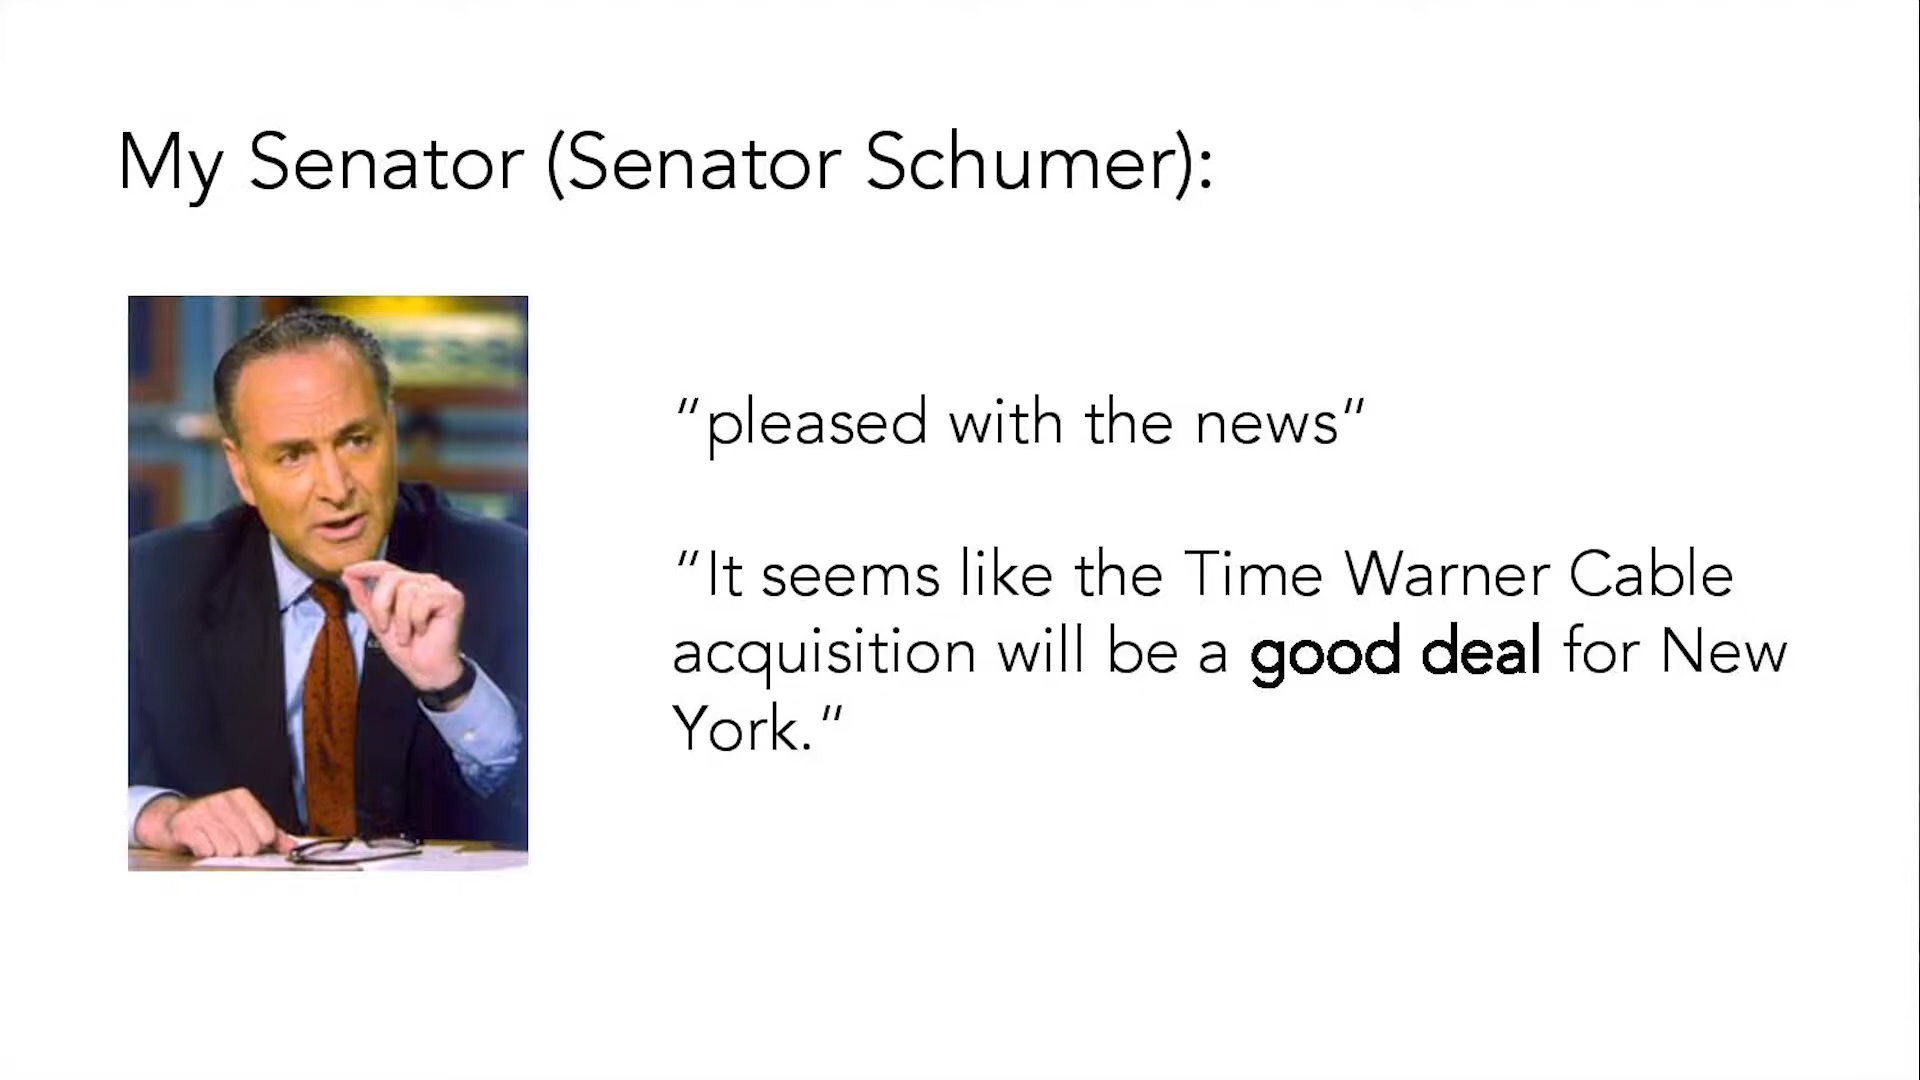 My Senator (Senator Schumer):
"pleased with the news"
"It seems like the Time Warner Cable
acquisition will be a good deal for New
York."